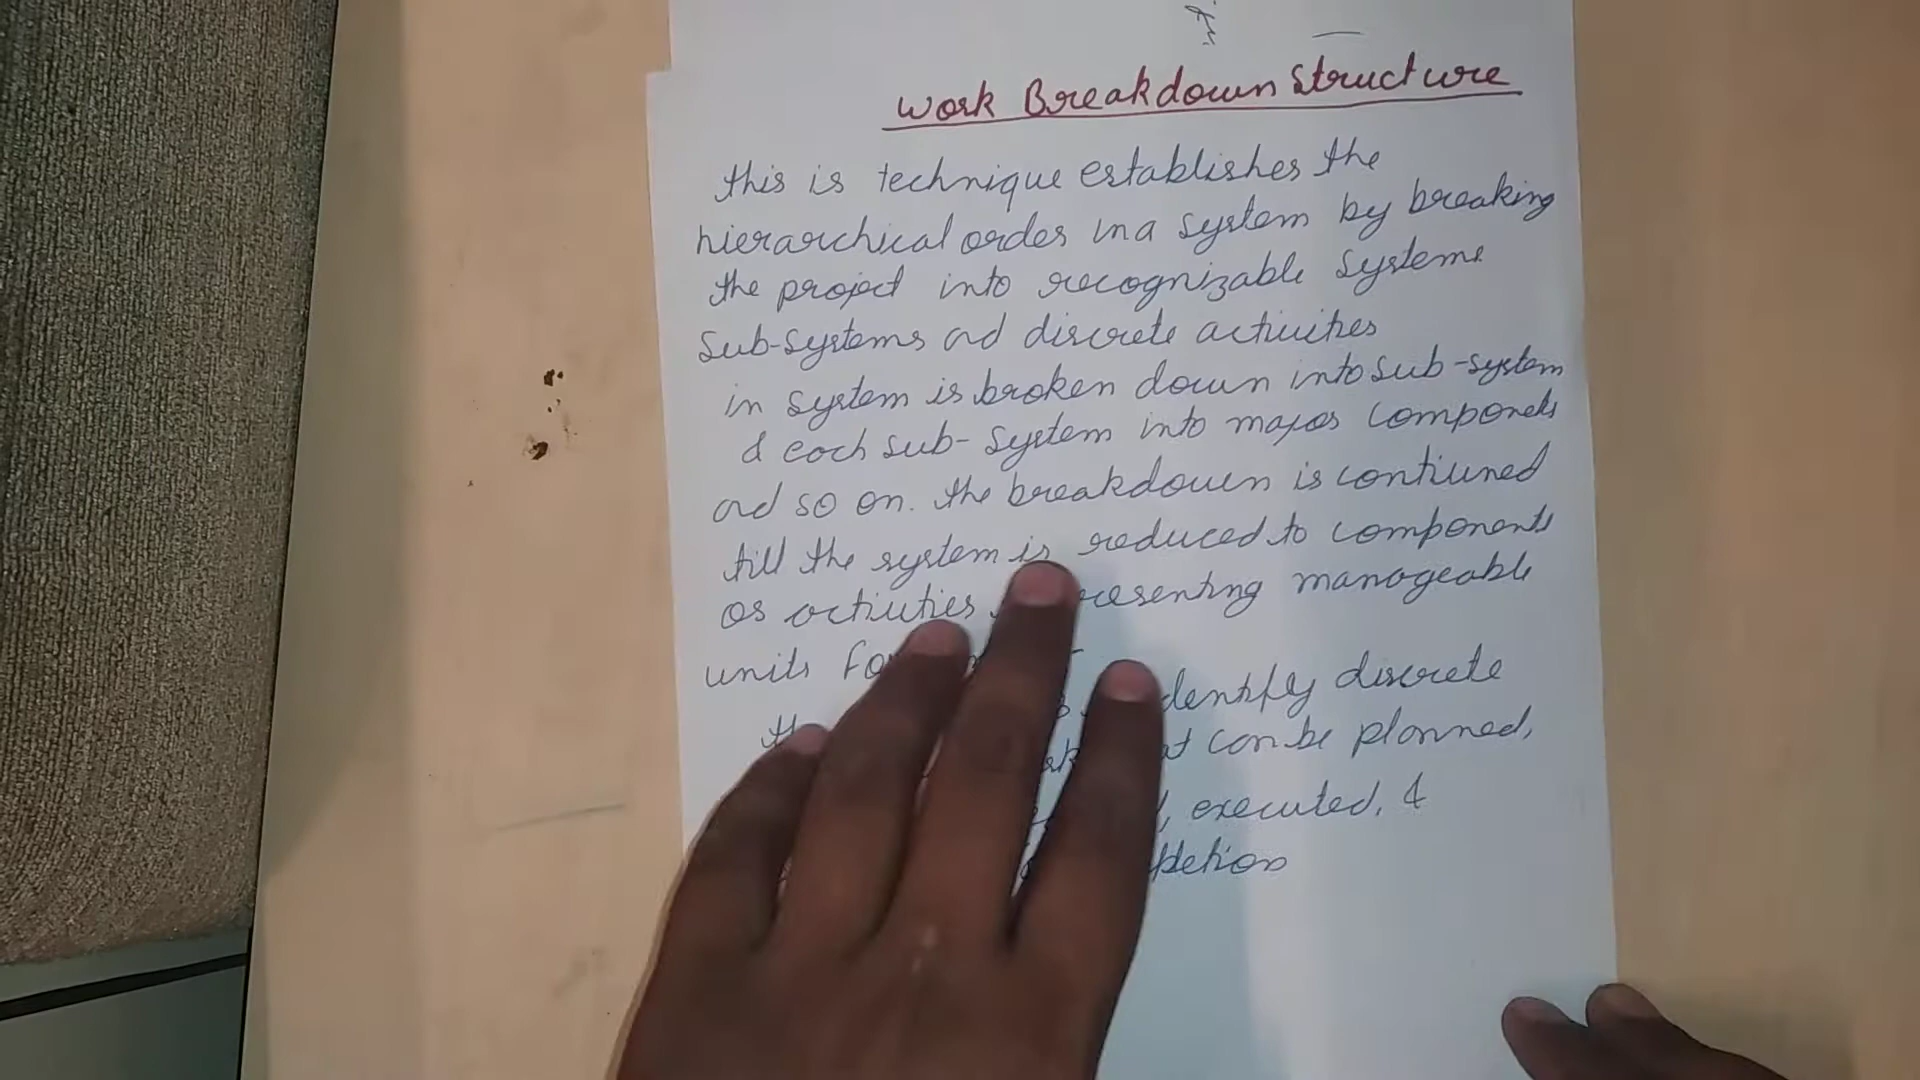 Work Breakdown Structure
this is technique establishes the
hierarchical order in a system by breaking
the project into recognizable systems
Sub-systems and discrete activities
in system is broken down into sub-system
& each sub-system into major components
and so on. the breakdown is contiuned
till the system is reduced to components
or activities resenting manageable
units
identify discrete
can be planned,
executed, &